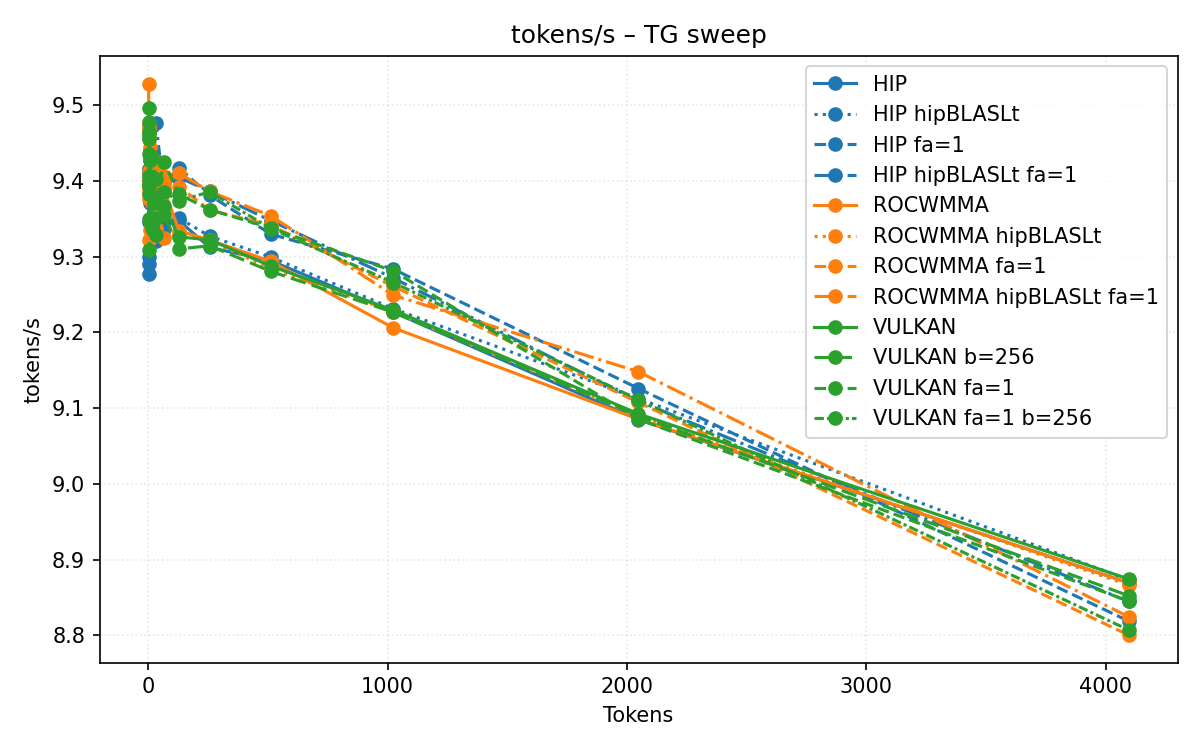 tokens/s – TG sweep
9.5
9.4
9.3
9.2
9.1
9.0
8.9
8.8
tokens/s
0
1000
2000
3000
4000
Tokens
HIP
HIP hipBLASLt
HIP fa=1
HIP hipBLASLt fa=1
ROCWMMA
ROCWMMA hipBLASLt
ROCWMMA fa=1
ROCWMMA hipBLASLt fa=1
VULKAN
VULKAN b=256
VULKAN fa=1
VULKAN fa=1 b=256